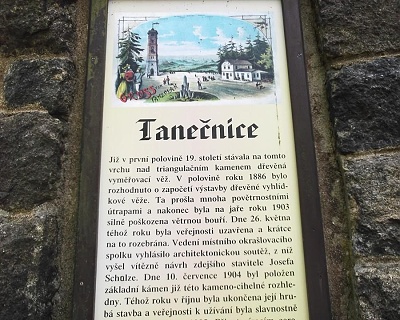 Tanečnice
Již v první polovině 19. století stávala na tomto
vrchu nad triangulačním kamenem dřevěná
vyměřovací věž. V polovině roku 1886 bylo
rozhodnuto o započetí výstavby dřevěné vyhlíd-
kové věže. Ta prošla mnoha povětrnostními
útrapami a nakonec byla na jaře roku 1903
silně poškozena větrnou bouří. Dne 26. května
téhož roku byla veřejnosti uzavřena a krátce
na to rozebrána. Vedení místního okrašlovacího
spolku vyhlásilo architektonickou soutěž, z níž
vyšel vítězně návrh zdejšího stavitele Josefa
Schulze. Dne 10. července 1904 byl položen
základní kámen již této kameno-cihelné rozhle-
dny. Téhož roku v říjnu byla ukončena její hru-
bá stavba a veřejnosti k užívání byla slavnostně